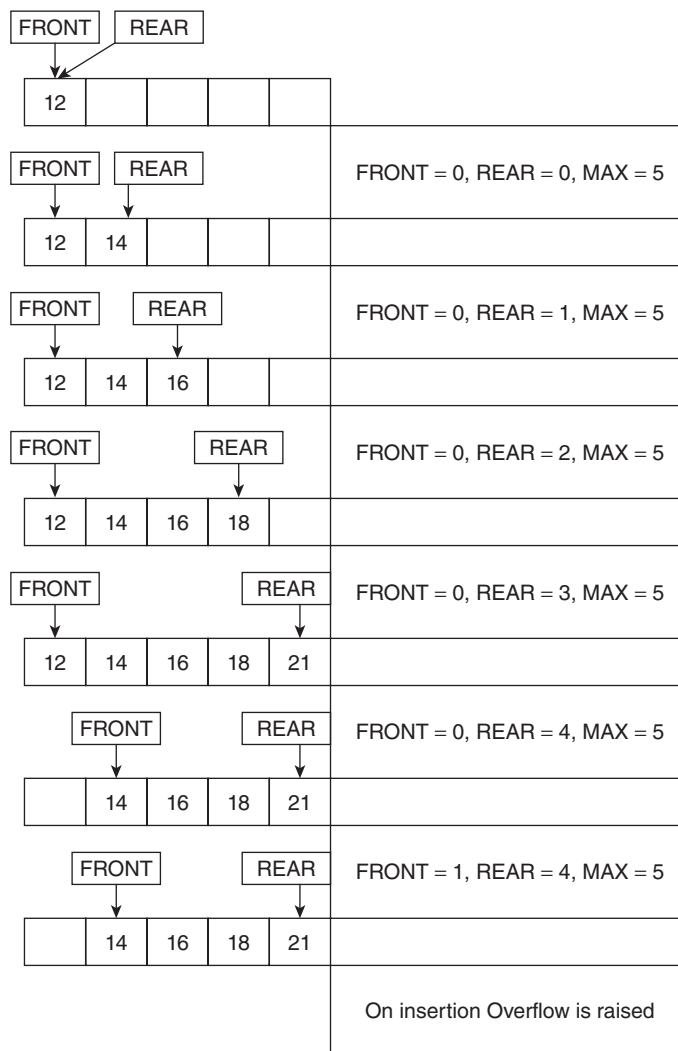 FRONT REAR
12
FRONT = 0, REAR = 0, MAX = 5
FRONT REAR
12 14
FRONT = 0, REAR = 1, MAX = 5
FRONT REAR
12 14 16
FRONT = 0, REAR = 2, MAX = 5
FRONT REAR
12 14 16 18
FRONT = 0, REAR = 3, MAX = 5
FRONT REAR
12 14 16 18 21
FRONT = 0, REAR = 4, MAX = 5
FRONT REAR
14 16 18 21
FRONT = 1, REAR = 4, MAX = 5
FRONT REAR
14 16 18 21
On insertion Overflow is raised